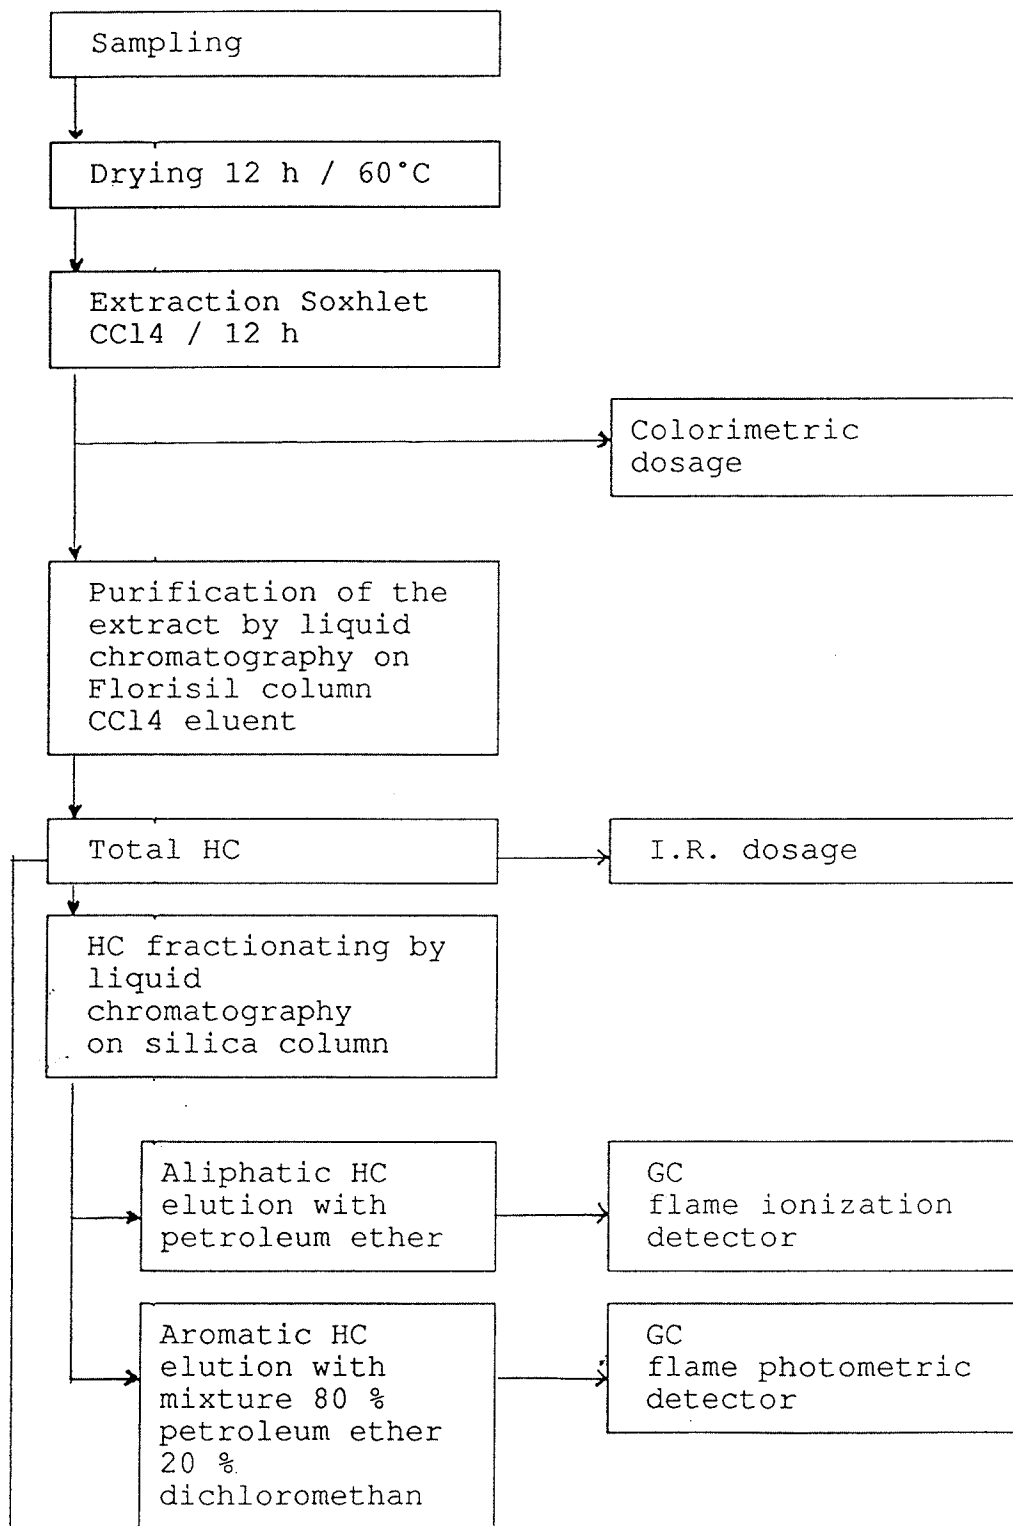 Sampling
Drying 12 h / 60°C
Extraction Soxhlet
CCl4 / 12 h
Colorimetric
dosage
Purification of the
extract by liquid
chromatography on
Florisil column
CCl4 eluent
Total HC
I.R. dosage
HC fractionating by
liquid
chromatography
on silica column
Aliphatic HC
elution with
petroleum ether
GC
flame ionization
detector
Aromatic HC
elution with
mixture 80 %
petroleum ether
20 %
dichloromethan
GC
flame photometric
detector